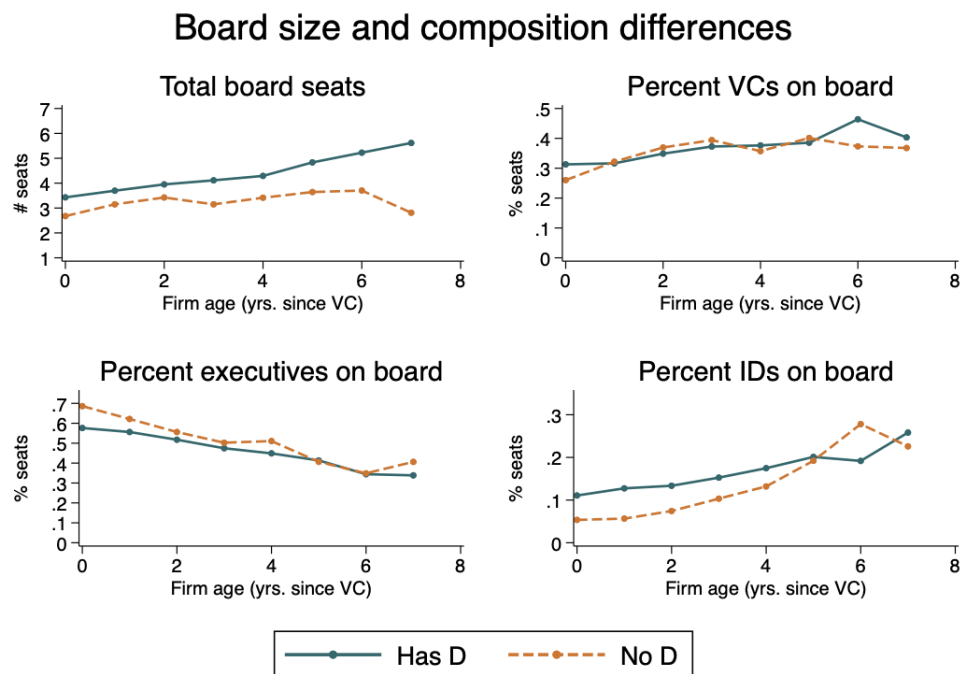 Board size and composition differences
Total board seats
# seats
7
6
5
4
3
2
1
0 2 4 6 8
Firm age (yrs. since VC)
Percent VCs on board
% seats
.5
.4
.3
.2
.1
0
0 2 4 6 8
Firm age (yrs. since VC)
Percent executives on board
% seats
.7
.6
.5
.4
.3
.2
.1
0
0 2 4 6 8
Firm age (yrs. since VC)
Percent IDs on board
% seats
.3
.2
.1
0
0 2 4 6 8
Firm age (yrs. since VC)
Has D No D